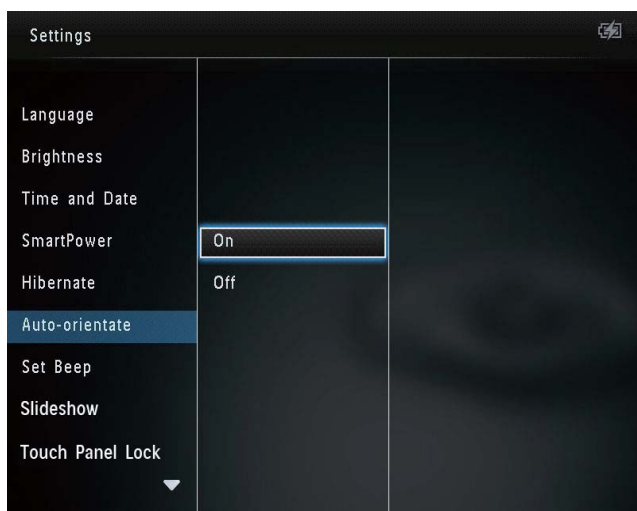 Settings
Language
Brightness
Time and Date
SmartPower
Hibernate
Auto-orientate
Set Beep
Slideshow
Touch Panel Lock
On
Off